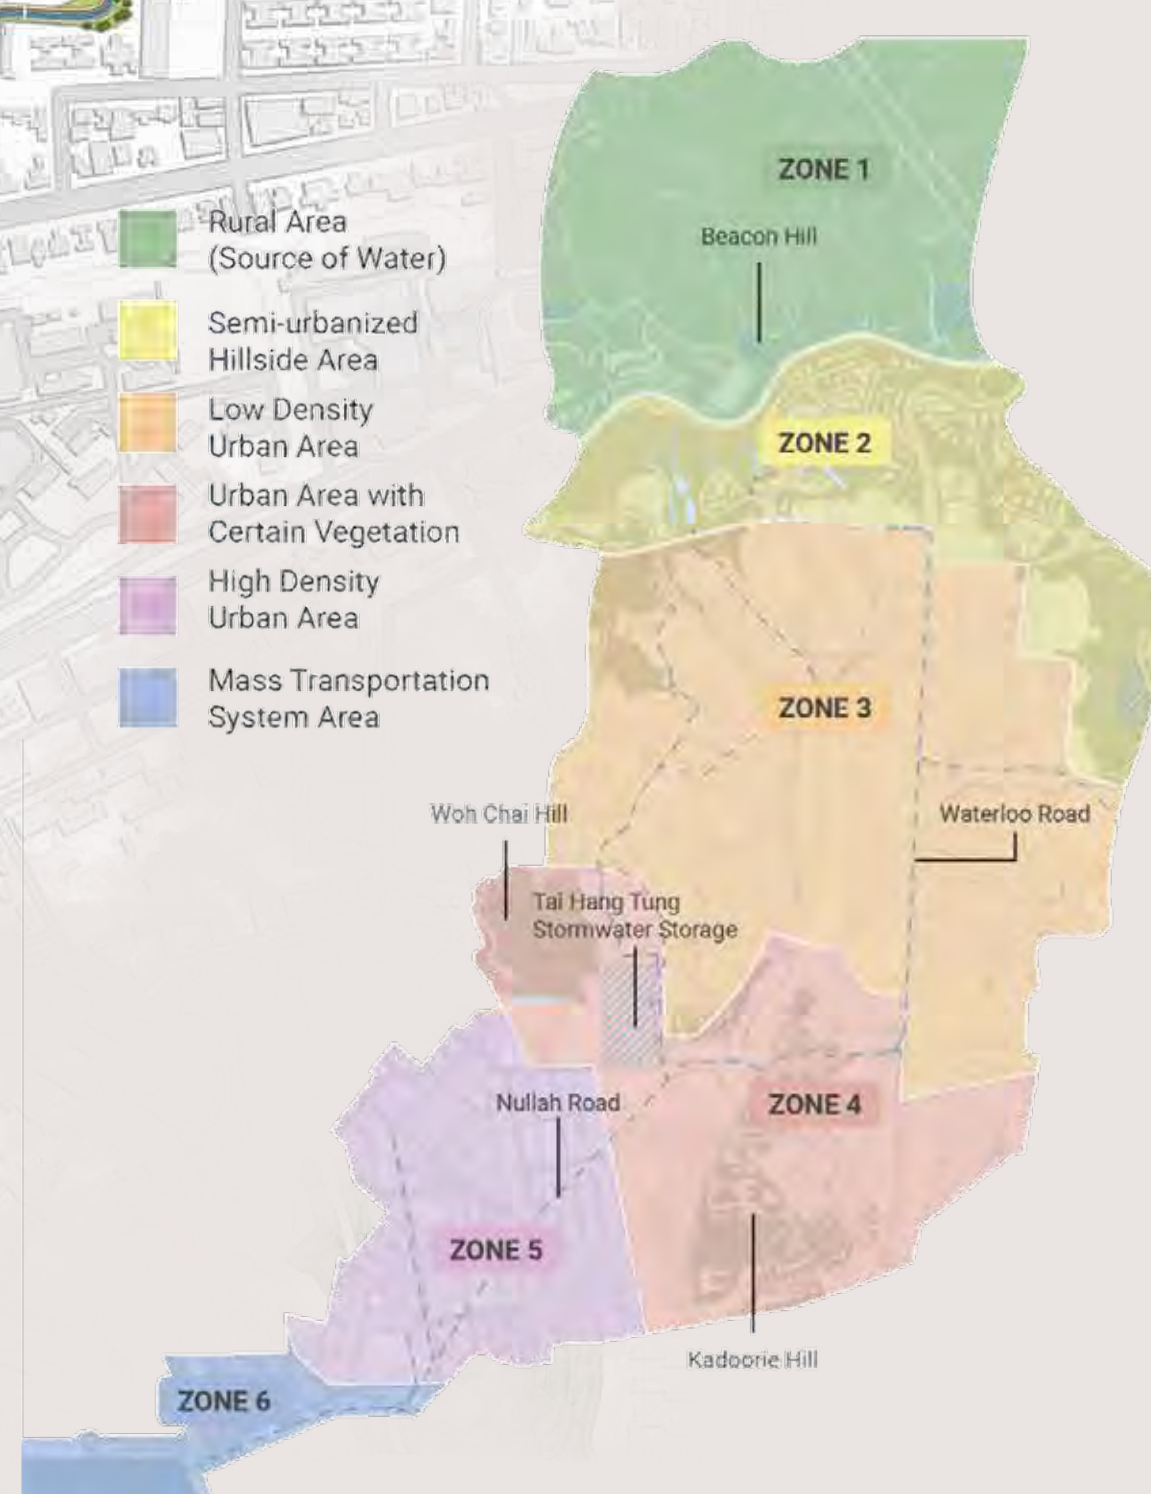 ZONE 1
Beacon Hill
Rural Area
(Source of Water)
Semi-urbanized
Hillside Area
Low Density
Urban Area
Urban Area with
Certain Vegetation
High Density
Urban Area
Mass Transportation
System Area
ZONE 2
ZONE 3
Woh Chai Hill
Waterloo Road
Tai Hang Tung
Stormwater Storage
Nullah Road
ZONE 4
ZONE 5
Kadoorie Hill
ZONE 6